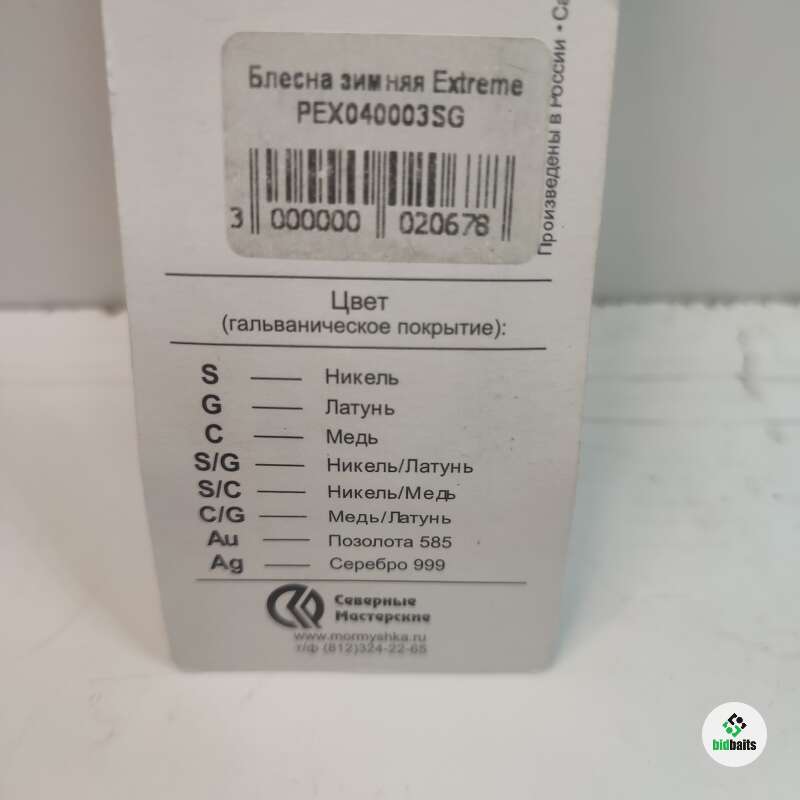 Блесна зимняя Extreme
PEX040003SG
3 000000 020678
Произведены в России • Са
Цвет
(гальваническое покрытие):
S — Никель
G — Латунь
C — Медь
S/G — Никель/Латунь
S/C — Никель/Медь
C/G — Медь/Латунь
Au — Позолота 585
Ag — Серебро 999
Северные
Мастерские
www.mormyshka.ru
т/ф (812)324-22-65
bidbaits